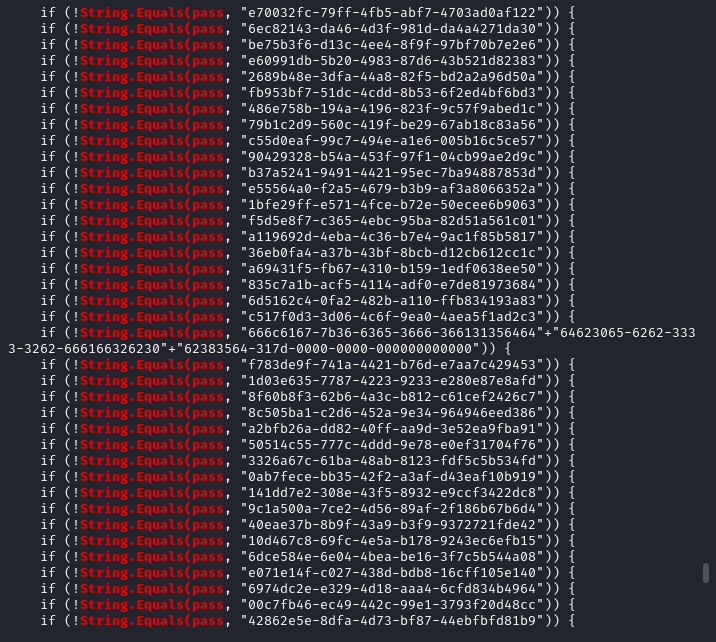 if (!String.Equals(pass, "e70032fc-79ff-4fb5-abf7-4703ad0af122")) {
if (!String.Equals(pass, "6ec82143-da46-4d3f-981d-da4a4271da30")) {
if (!String.Equals(pass, "be75b3f6-d13c-4ee4-8f9f-97bf70b7e2e6")) {
if (!String.Equals(pass, "e60991db-5b20-4983-87d6-43b521d82383")) {
if (!String.Equals(pass, "2689b48e-3dfa-44a8-82f5-bd2a2a96d50a")) {
if (!String.Equals(pass, "fb953bf7-51dc-4cdd-8b53-6f2ed4bf6bd3")) {
if (!String.Equals(pass, "486e758b-194a-4196-823f-9c57f9abed1c")) {
if (!String.Equals(pass, "79b1c2d9-560c-419f-be29-67ab18c83a56")) {
if (!String.Equals(pass, "c55d0eaf-99c7-494e-a1e6-005b16c5ce57")) {
if (!String.Equals(pass, "90429328-b54a-453f-97f1-04cb99ae2d9c")) {
if (!String.Equals(pass, "b37a5241-9491-4421-95ec-7ba94887853d")) {
if (!String.Equals(pass, "e55564a0-f2a5-4679-b3b9-af3a8066352a")) {
if (!String.Equals(pass, "1bfe29ff-e571-4fce-b72e-50ecee6b9063")) {
if (!String.Equals(pass, "f5d5e8f7-c365-4ebc-95ba-82d51a561c01")) {
if (!String.Equals(pass, "a119692d-4eba-4c36-b7e4-9ac1f85b5817")) {
if (!String.Equals(pass, "36eb0fa4-a37b-43bf-8bcb-d12cb612cc1c")) {
if (!String.Equals(pass, "a69431f5-fb67-4310-b159-1edf0638ee50")) {
if (!String.Equals(pass, "835c7a1b-acf5-4114-adf0-e7de81973684")) {
if (!String.Equals(pass, "6d5162c4-0fa2-482b-a110-ffb834193a83")) {
if (!String.Equals(pass, "c517f0d3-3d06-4c6f-9ea0-4aea5f1ad2c3")) {
if (!String.Equals(pass, "666c6167-7b36-6365-3666-366131356464"+"64623065-6262-333
3-3262-666166326230"+"62383564-317d-0000-0000-000000000000")) {
if (!String.Equals(pass, "f783de9f-741a-4421-b76d-e7aa7c429453")) {
if (!String.Equals(pass, "1d03e635-7787-4223-9233-e280e87e8afd")) {
if (!String.Equals(pass, "8f60b8f3-62b6-4a3c-b812-c61cef2426c7")) {
if (!String.Equals(pass, "8c505ba1-c2d6-452a-9e34-964946eed386")) {
if (!String.Equals(pass, "a2bfb26a-dd82-40ff-aa9d-3e52ea9fba91")) {
if (!String.Equals(pass, "50514c55-777c-4ddd-9e78-e0ef31704f76")) {
if (!String.Equals(pass, "3326a67c-61ba-48ab-8123-fdf5c5b534fd")) {
if (!String.Equals(pass, "0ab7fece-bb35-42f2-a3af-d43eaf10b919")) {
if (!String.Equals(pass, "141dd7e2-308e-43f5-8932-e9ccf3422dc8")) {
if (!String.Equals(pass, "9c1a500a-7ce2-4d56-89af-2f186b67b6d4")) {
if (!String.Equals(pass, "40eae37b-8b9f-43a9-b3f9-9372721fde42")) {
if (!String.Equals(pass, "10d467c8-69fc-4e5a-b178-9243ec6efb15")) {
if (!String.Equals(pass, "6dce584e-6e04-4bea-be16-3f7c5b544a08")) {
if (!String.Equals(pass, "e071e14f-c027-438d-bdb8-16cff105e140")) {
if (!String.Equals(pass, "6974dc2e-e329-4d18-aaa4-6cfd834b4964")) {
if (!String.Equals(pass, "00c7fb46-ec49-442c-99e1-3793f20d48cc")) {
if (!String.Equals(pass, "42862e5e-8dfa-4d73-bf87-44ebfbfd81b9")) {